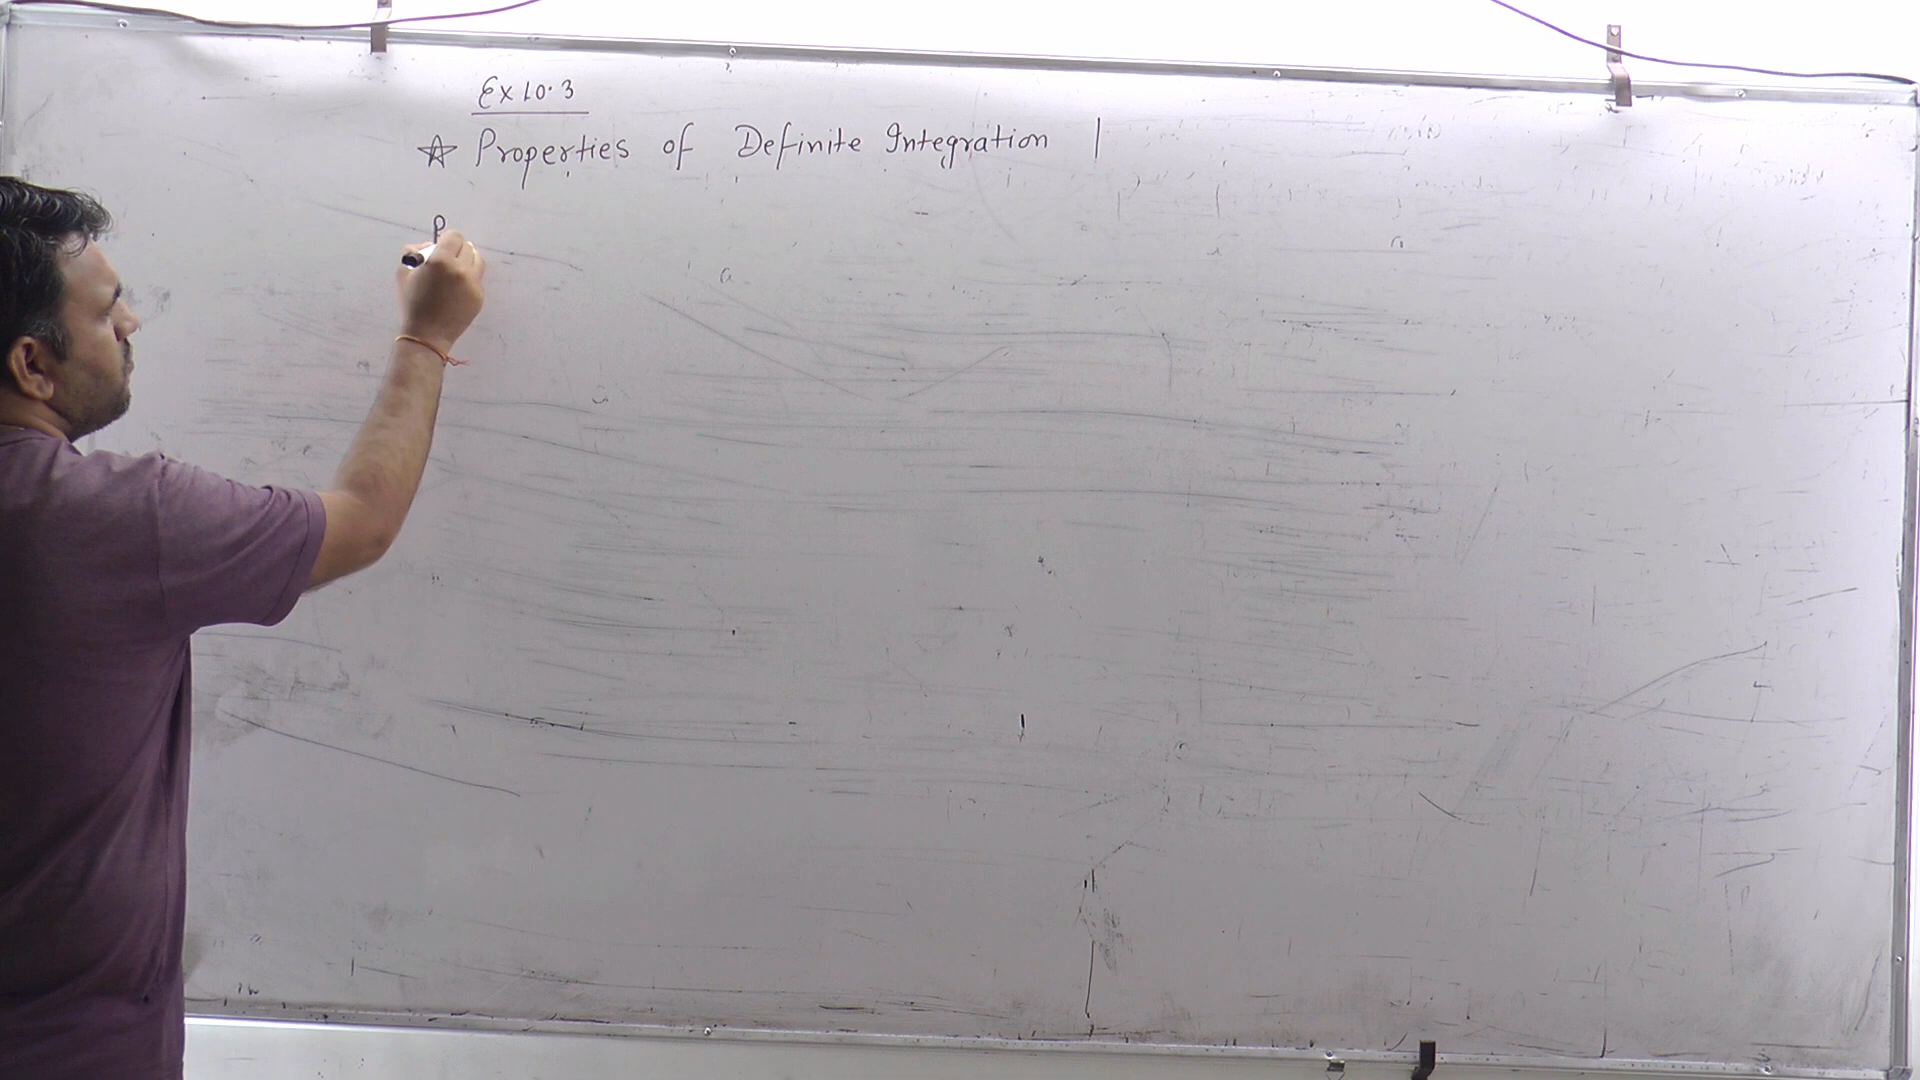 Ex 10.3
☆ Properties of Definite Integration |
P